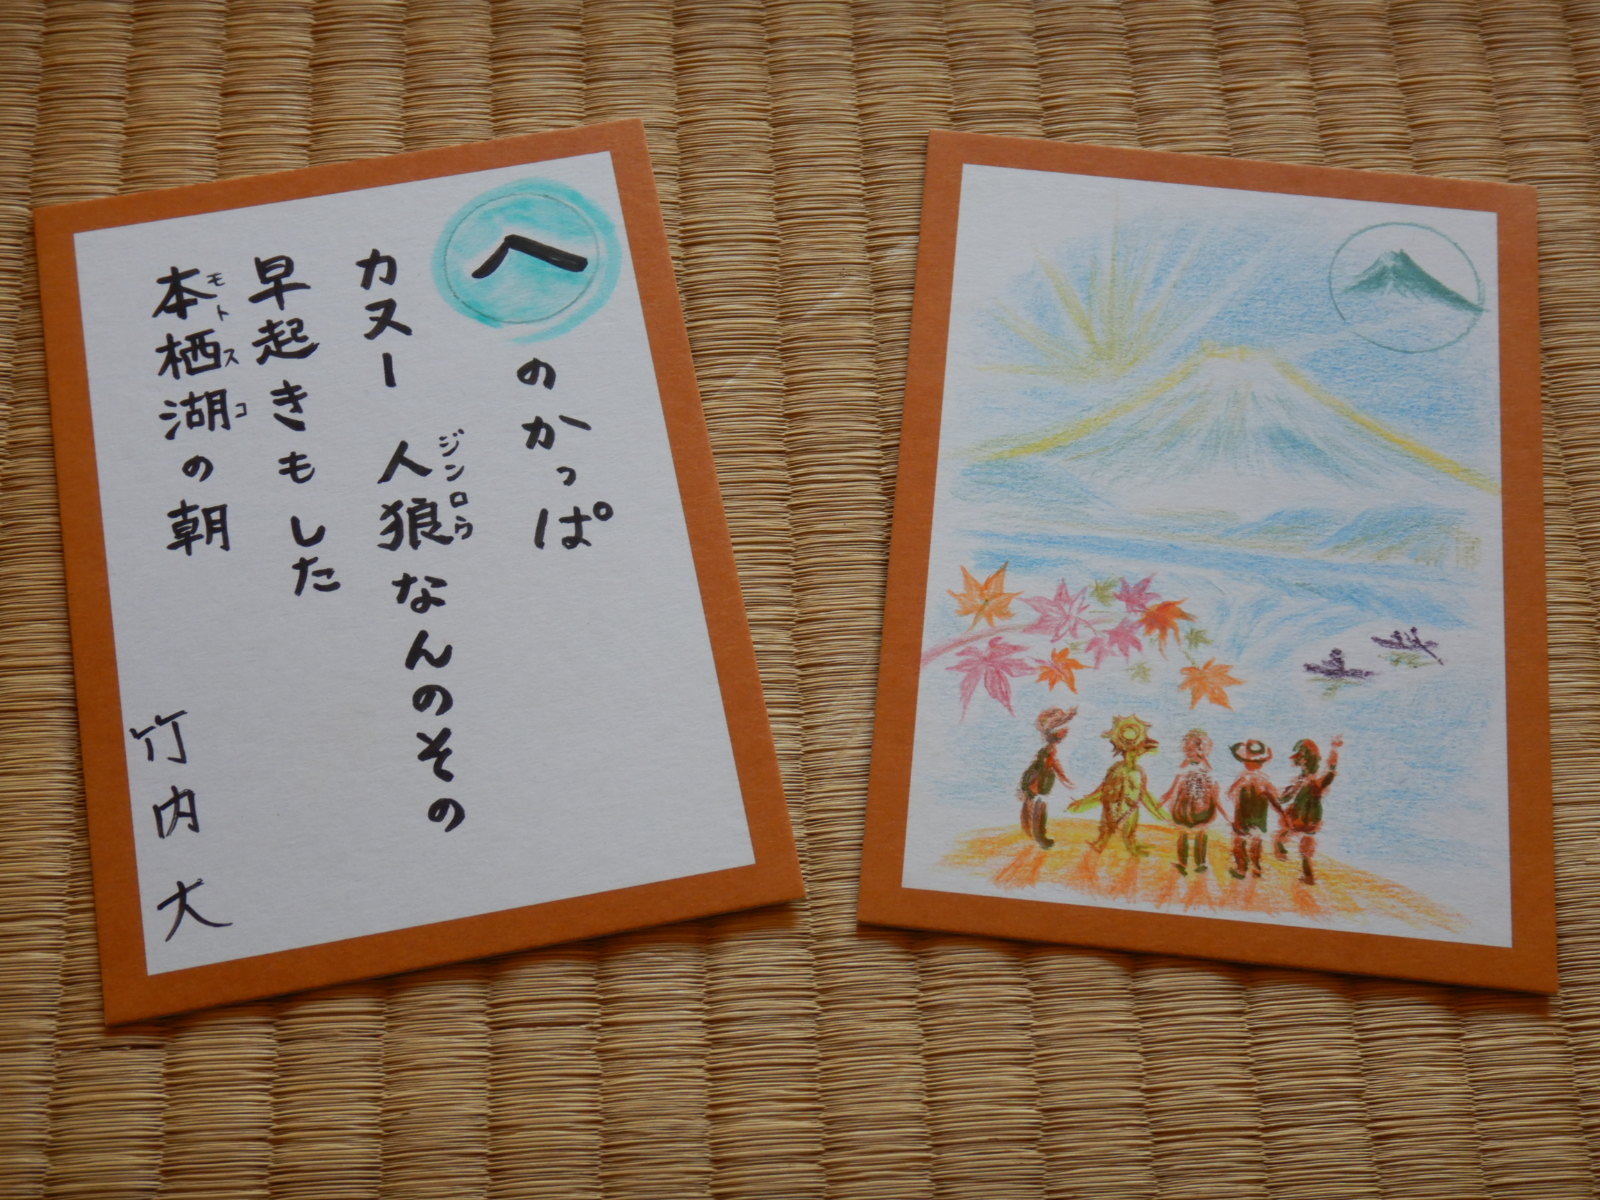 へのかっぱ
カヌー 人狼なんのその
ジンロウ
早起きもした
本栖湖の朝
モトスコ
竹内 大